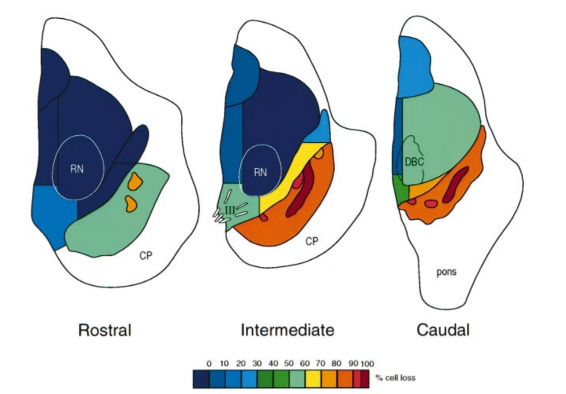 RN
CP
RN
III
CP
DBC
pons
Rostral
Intermediate
Caudal
0 10 20 30 40 50 60 70 80 90 100
% cell loss